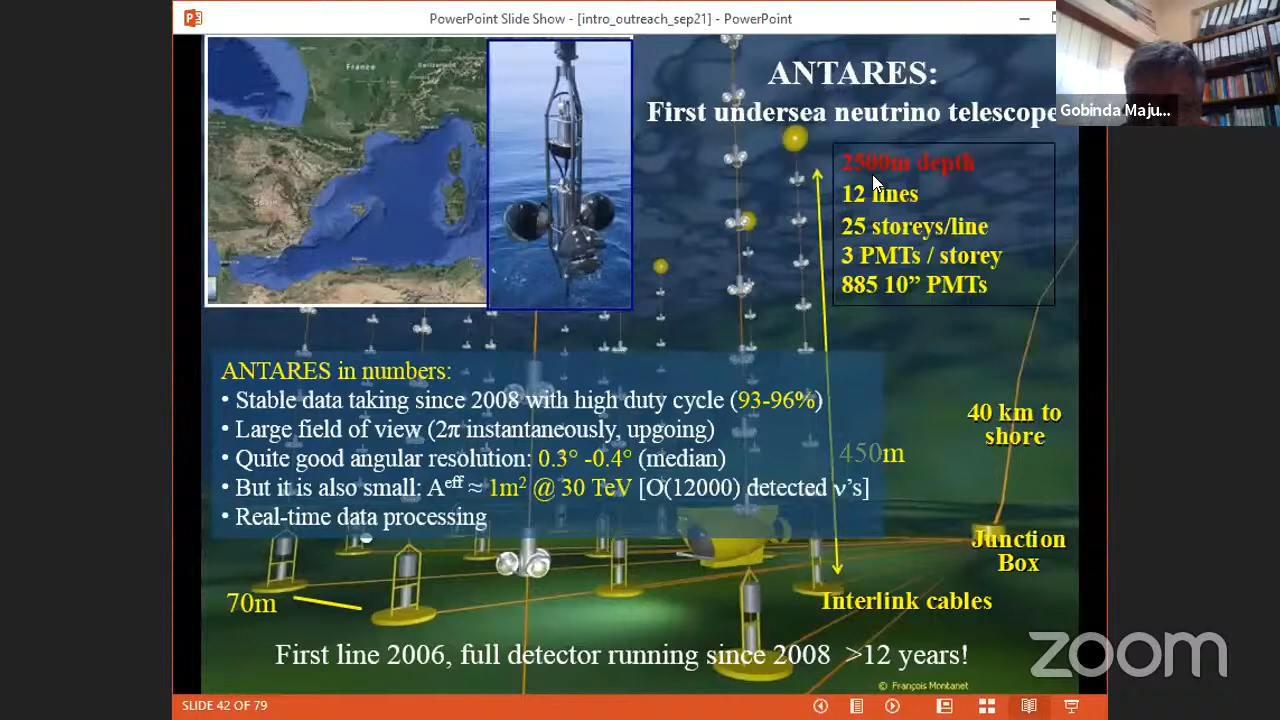 PowerPoint Slide Show - [intro_outreach_sep21] - PowerPoint
Gobinda Maju...
France
Spain
ANTARES:
First undersea neutrino telescope
2500m depth
12 lines
25 storeys/line
3 PMTs / storey
885 10” PMTs
ANTARES in numbers:
• Stable data taking since 2008 with high duty cycle (93-96%)
• Large field of view (2π instantaneously, upgoing)
• Quite good angular resolution: 0.3° -0.4° (median)
• But it is also small: Aeff ≈ 1m² @ 30 TeV [O(12000) detected ν’s]
• Real-time data processing
450m
40 km to
shore
Junction
Box
Interlink cables
70m
First line 2006, full detector running since 2008 >12 years!
© François Montanet
zoom
SLIDE 42 OF 79